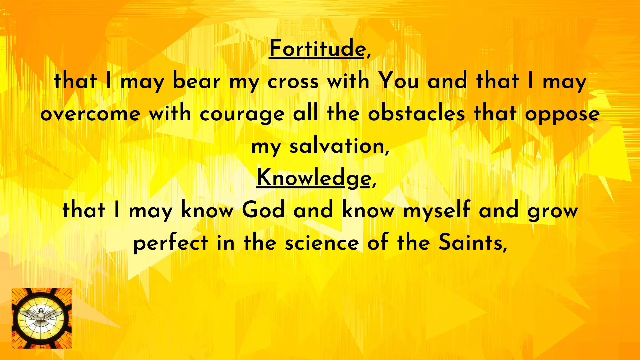 Fortitude,
that I may bear my cross with You and that I may
overcome with courage all the obstacles that oppose
my salvation,
Knowledge,
that I may know God and know myself and grow
perfect in the science of the Saints,